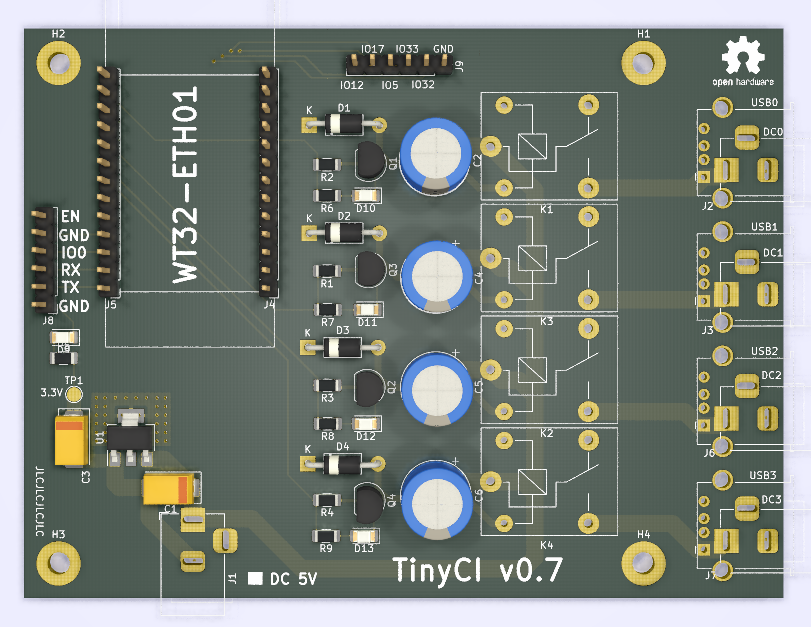 H2
H1
IO17 IO33 GND
IO12 IO5 IO32
J9
open hardware
WT32-ETH01
J5
J4
EN
GND
IO0
RX
TX
GND
J8
TP1
3.3V
U1
C3
C1
JLCJLCJLCJLC
H3
J1
DC 5V
K
D1
R2
Q1
R6
D10
C2
K1
K
D2
R1
Q3
R7
D11
+
C4
K3
K
D3
R3
Q2
R8
D12
+
C5
K2
K
D4
R4
Q4
R9
D13
+
C6
K4
USB0
DC0
J2
USB1
DC1
J3
USB2
DC2
J6
USB3
DC3
J7
H4
TinyCI v0.7